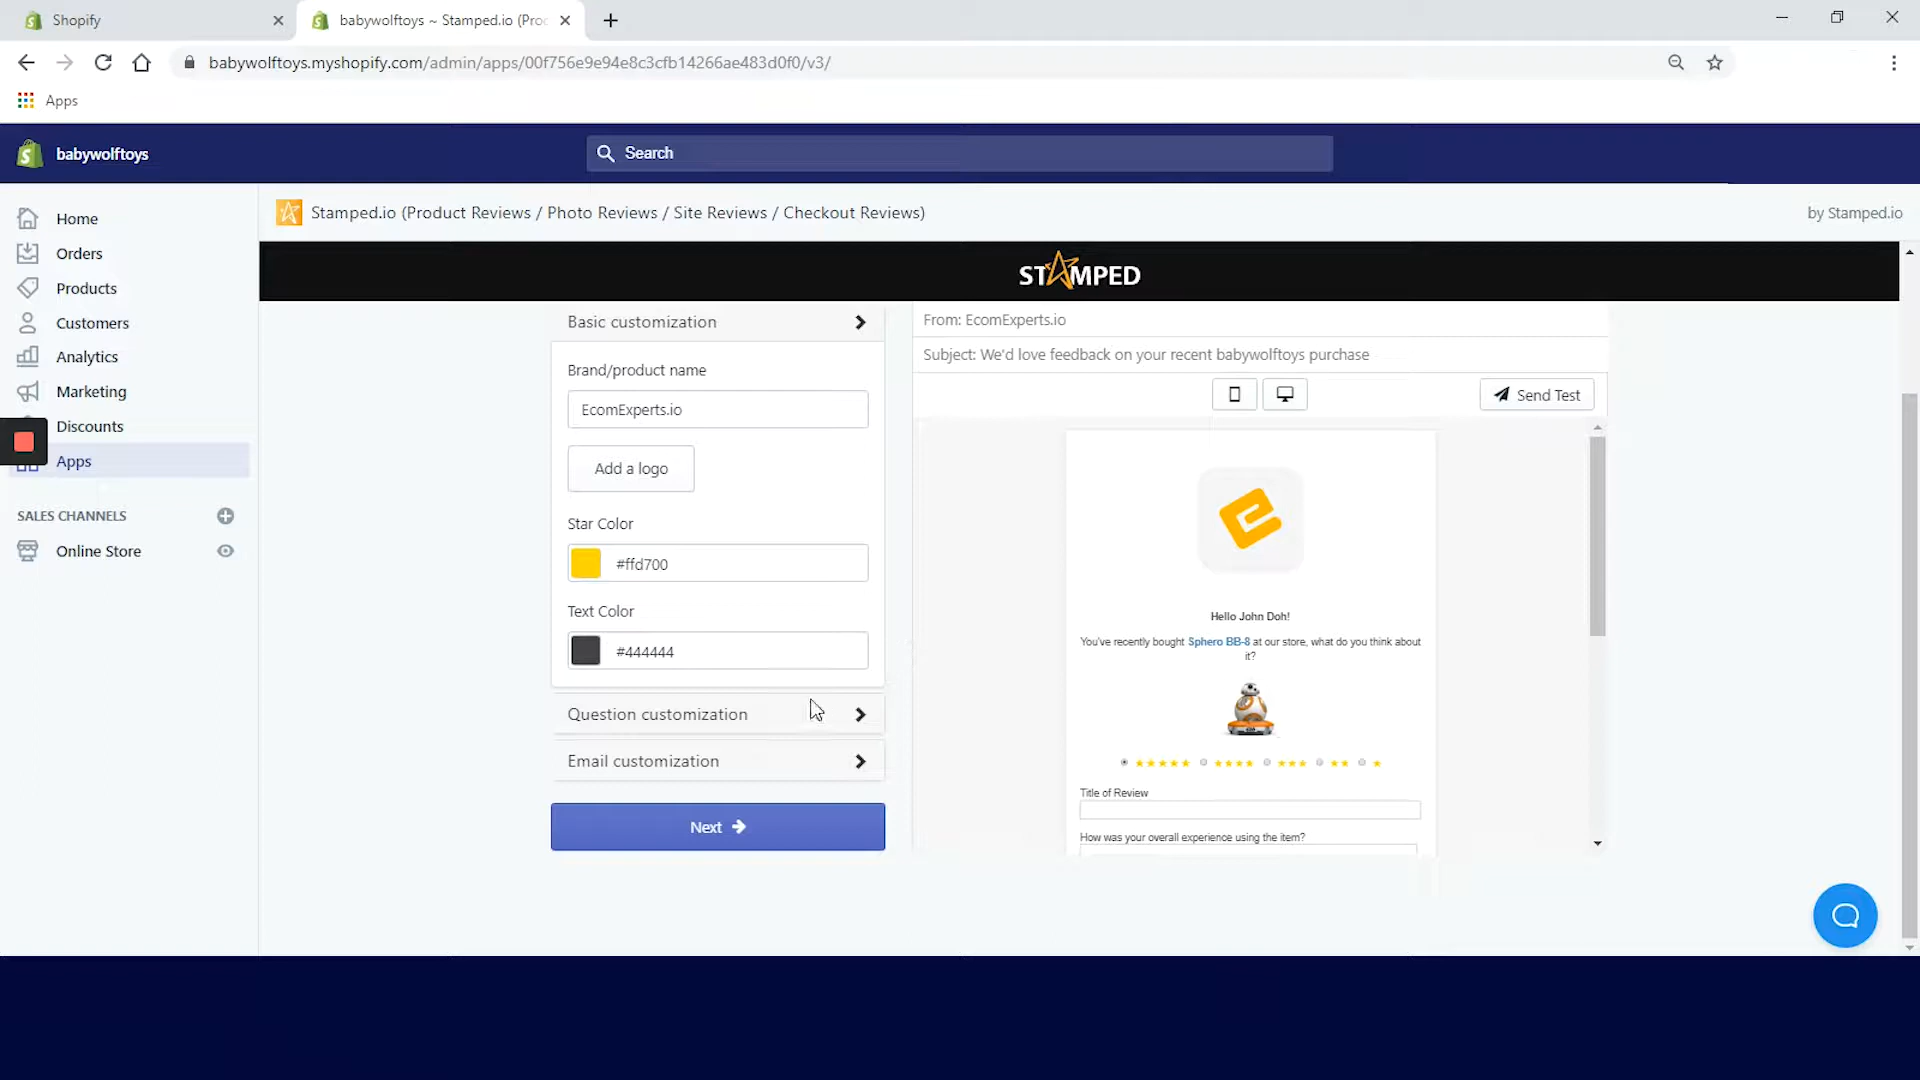 Shopify
babywolftoys ~ Stamped.io (Proc
babywolftoys.myshopify.com/admin/apps/00f756e9e94e8c3cfb14266ae483d0f0/v3/
Apps
babywolftoys
Search
Home
Orders
Products
Customers
Analytics
Marketing
Discounts
Apps
SALES CHANNELS
Online Store
Stamped.io (Product Reviews / Photo Reviews / Site Reviews / Checkout Reviews)
by Stamped.io
STAMPED
Basic customization
Brand/product name
EcomExperts.io
Add a logo
Star Color
#ffd700
Text Color
#444444
Question customization
Email customization
Next
From: EcomExperts.io
Subject: We'd love feedback on your recent babywolftoys purchase
Send Test
Hello John Doh!
You've recently bought Sphero BB-8 at our store, what do you think about
it?
Title of Review
How was your overall experience using the item?